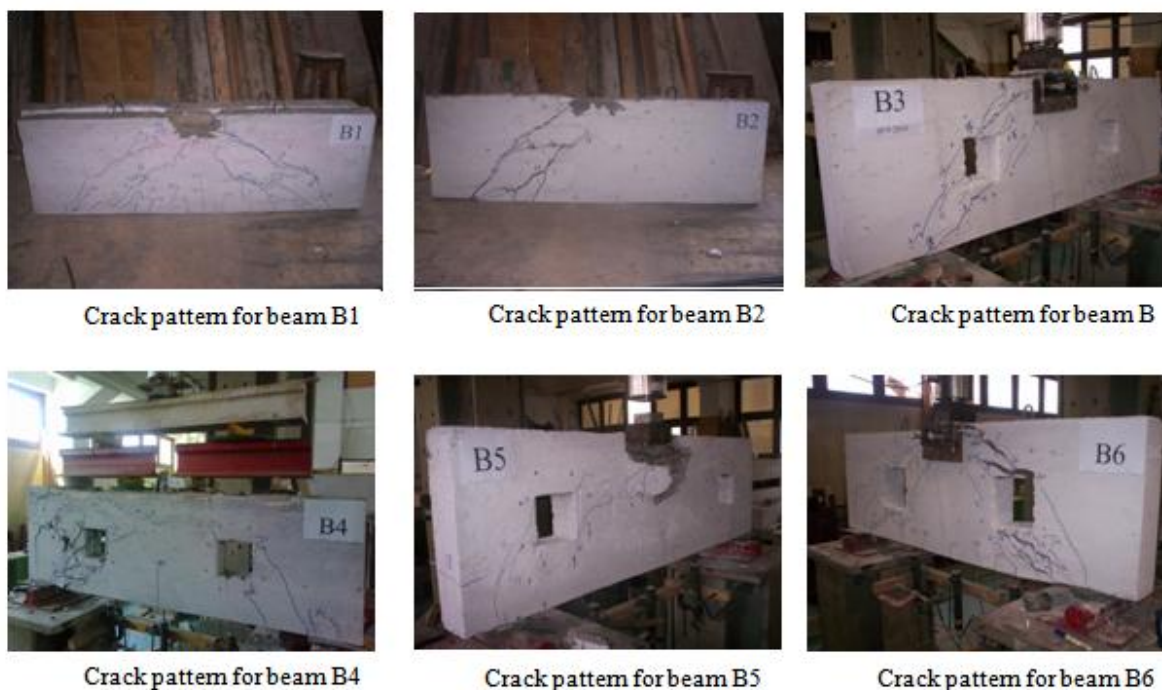 B1
B2
B3
Crack pattern for beam B1
Crack pattern for beam B2
Crack pattern for beam B
B4
B5
B6
Crack pattern for beam B4
Crack pattern for beam B5
Crack pattern for beam B6